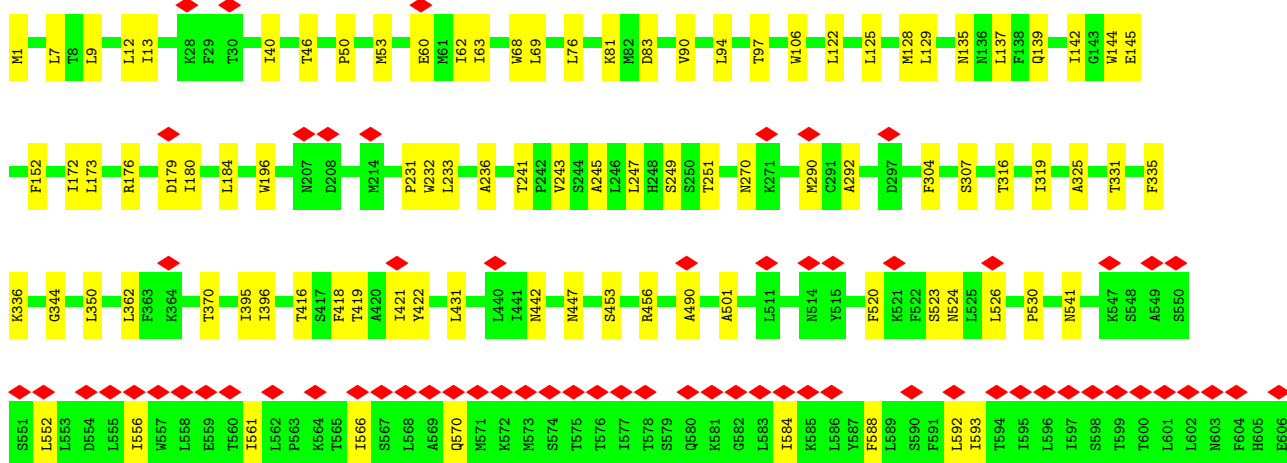 M1 L7 T8 L9 L12 I13 K28 F29 T30 I40 T46 P50 M53 E60 M61 I62 I63 W68 L69 L76 K81 M82 D83 V90 L94 T97 W106 L122 L125 M128 L129 N135 N136 L137 F138 Q139 I142 G143 W144 E145
F152 I172 L173 R176 D179 I180 L184 W196 N207 D208 M214 P231 W232 L233 A236 T241 P242 V243 S244 A245 L246 L247 H248 S249 S250 T251 N270 K271 M290 C291 A292 D297 F304 S307 T316 I319 A325 T331 F335
K336 G344 L350 L362 F363 K364 T370 I395 I396 T416 S417 F418 T419 A420 I421 Y422 L431 L440 I441 N442 N447 S453 R456 A490 A501 L511 N514 Y515 F520 K521 F522 S523 N524 L525 L526 P530 N541 K547 S548 A549 S550
S551 L552 L553 D554 L555 I556 W557 L558 E559 T560 I561 L562 P563 K564 T565 I566 S567 L568 A569 Q570 M571 K572 M573 S574 T575 T576 I577 T578 S579 Q580 K581 G582 L583 I584 K585 L586 Y587 F588 L589 S590 F591 L592 I593 T594 I595 L596 I597 S598 T599 T600 L601 L602 N603 F604 H605 E606